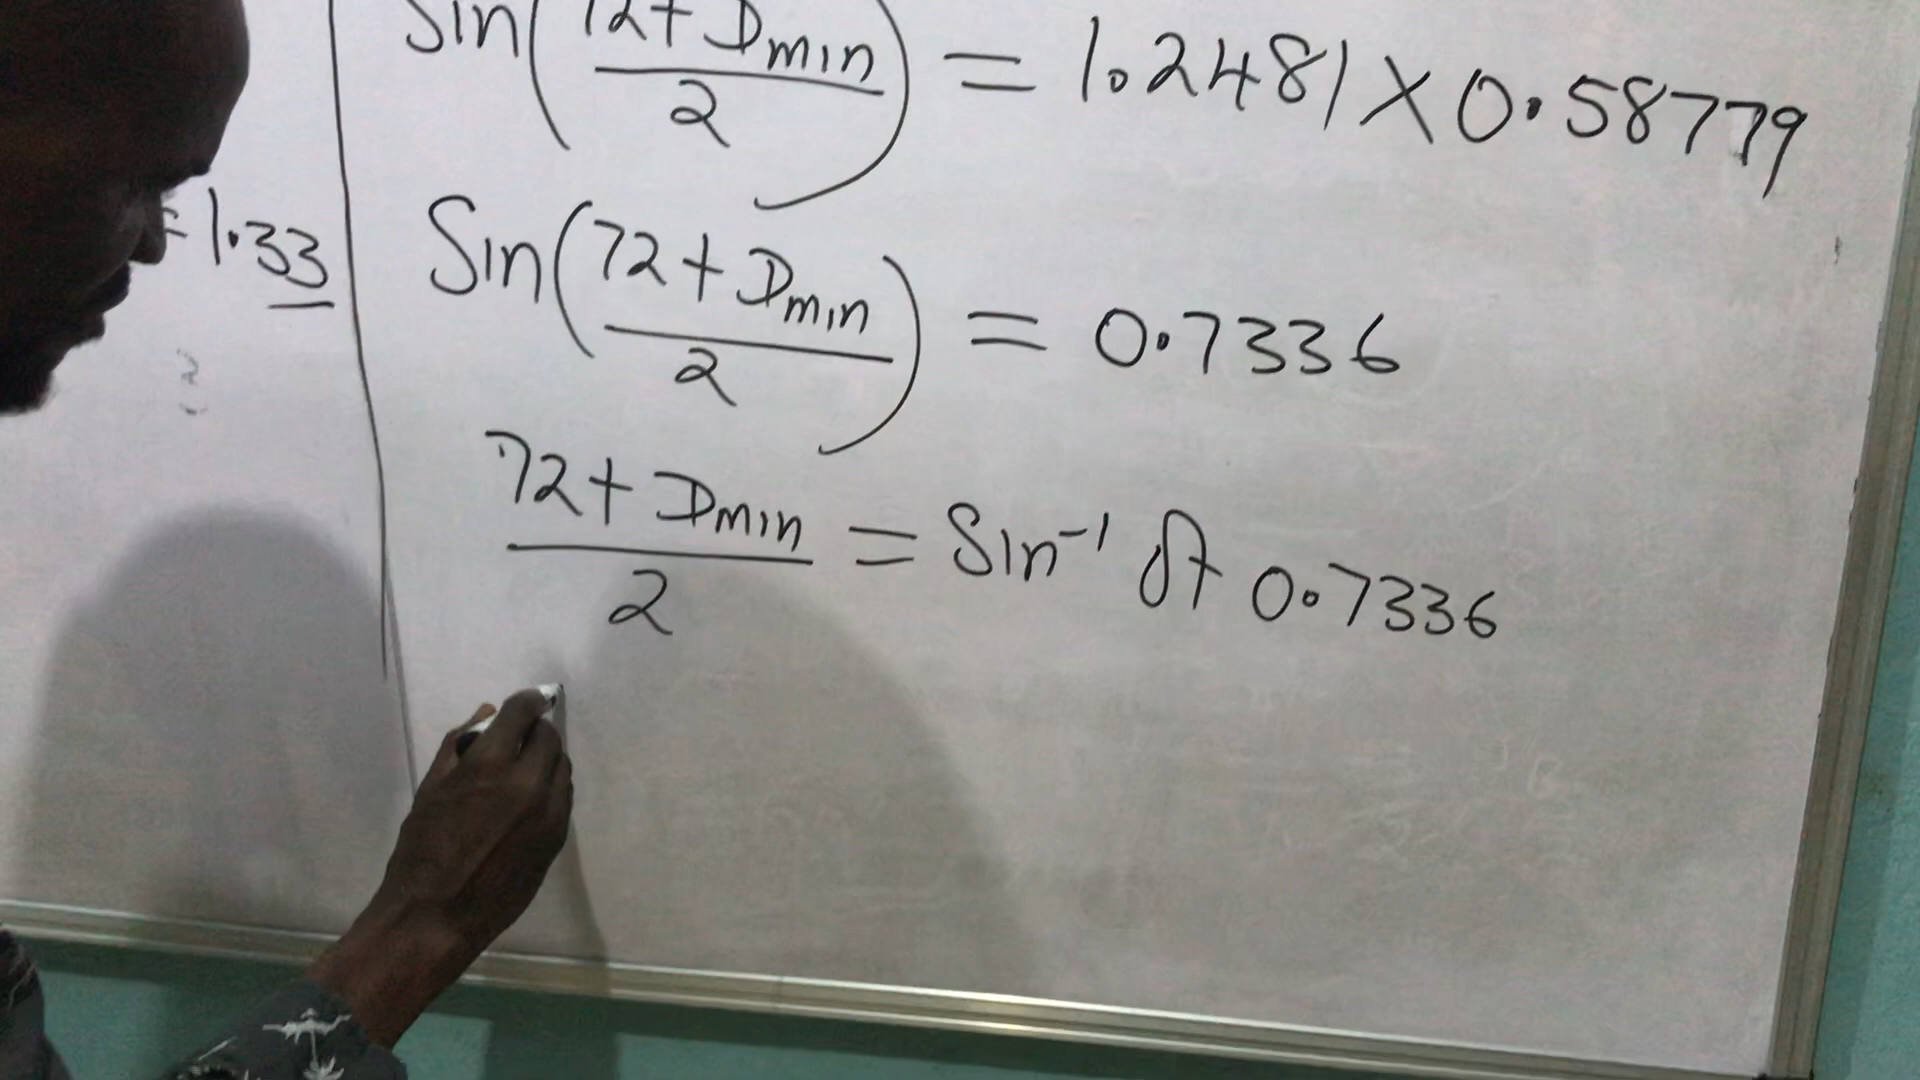 = 1.33
Sin(72 + Dmin / 2) = 1.2481 × 0.58779
Sin(72 + Dmin / 2) = 0.7336
72 + Dmin / 2 = Sin⁻¹ of 0.7336